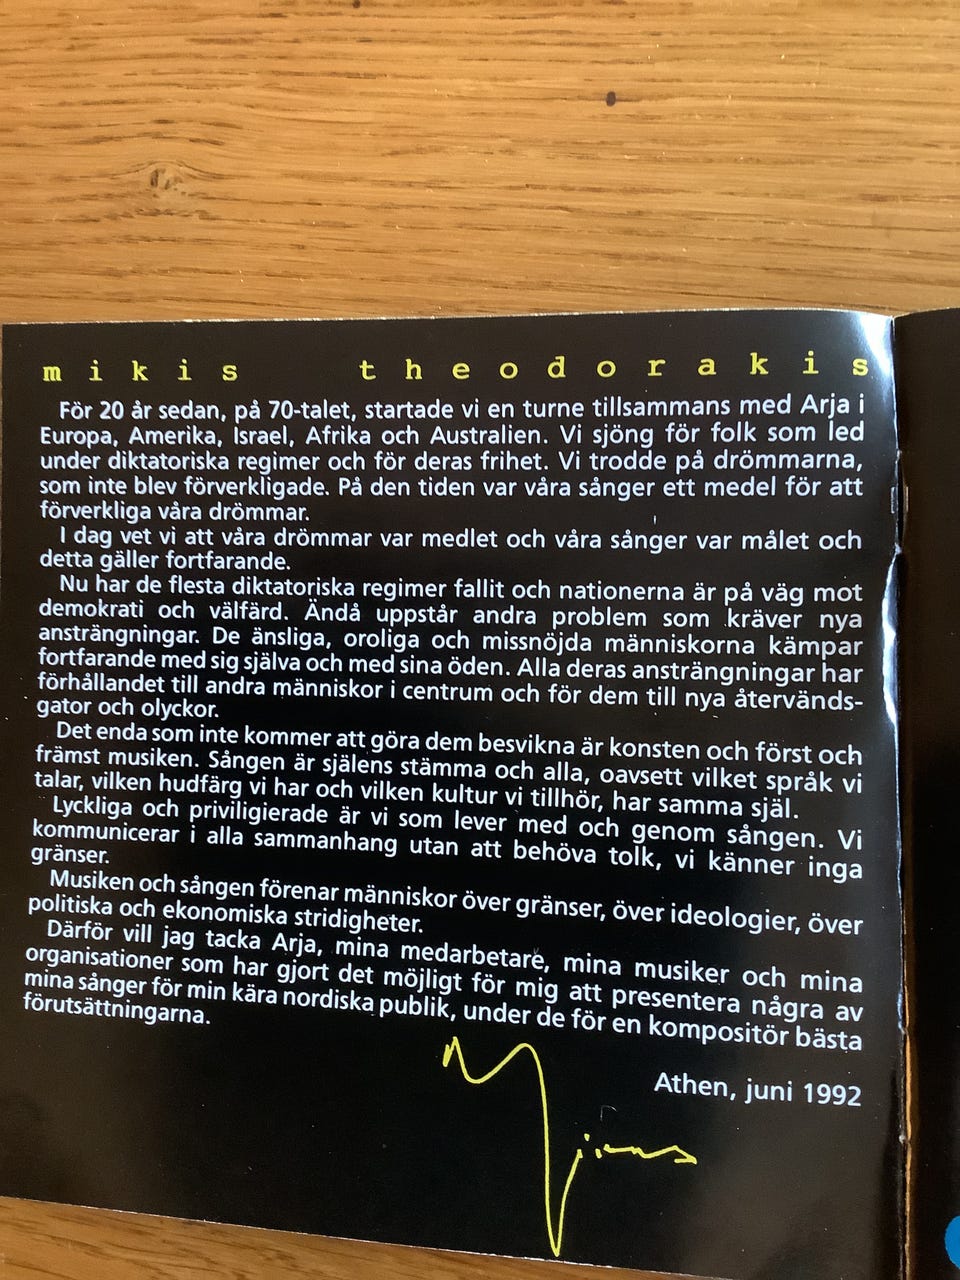 mikis theodorakis
För 20 år sedan, på 70-talet, startade vi en turne tillsammans med Arja i
Europa, Amerika, Israel, Afrika och Australien. Vi sjöng för folk som led
under diktatoriska regimer och för deras frihet. Vi trodde på drömmarna,
som inte blev förverkligade. På den tiden var våra sånger ett medel för att
förverkliga våra drömmar.
I dag vet vi att våra drömmar var medlet och våra sånger var målet och
detta gäller fortfarande.
Nu har de flesta diktatoriska regimer fallit och nationerna är på väg mot
demokrati och välfärd. Ändå uppstår andra problem som kräver nya
ansträngningar. De änsliga, oroliga och missnöjda människorna kämpar
fortfarande med sig själva och med sina öden. Alla deras ansträngningar har
förhållandet till andra människor i centrum och för dem till nya återvänds-
gator och olyckor.
Det enda som inte kommer att göra dem besvikna är konsten och först och
främst musiken. Sången är själens stämma och alla, oavsett vilket språk vi
talar, vilken hudfärg vi har och vilken kultur vi tillhör, har samma själ.
Lyckliga och priviligierade är vi som lever med och genom sången. Vi
kommunicerar i alla sammanhang utan att behöva tolk, vi känner inga
gränser.
Musiken och sången förenar människor över gränser, över ideologier, över
politiska och ekonomiska stridigheter.
Därför vill jag tacka Arja, mina medarbetare, mina musiker och mina
organisationer som har gjort det möjligt för mig att presentera några av
mina sånger för min kära nordiska publik, under de för en kompositör bästa
förutsättningarna.
Athen, juni 1992